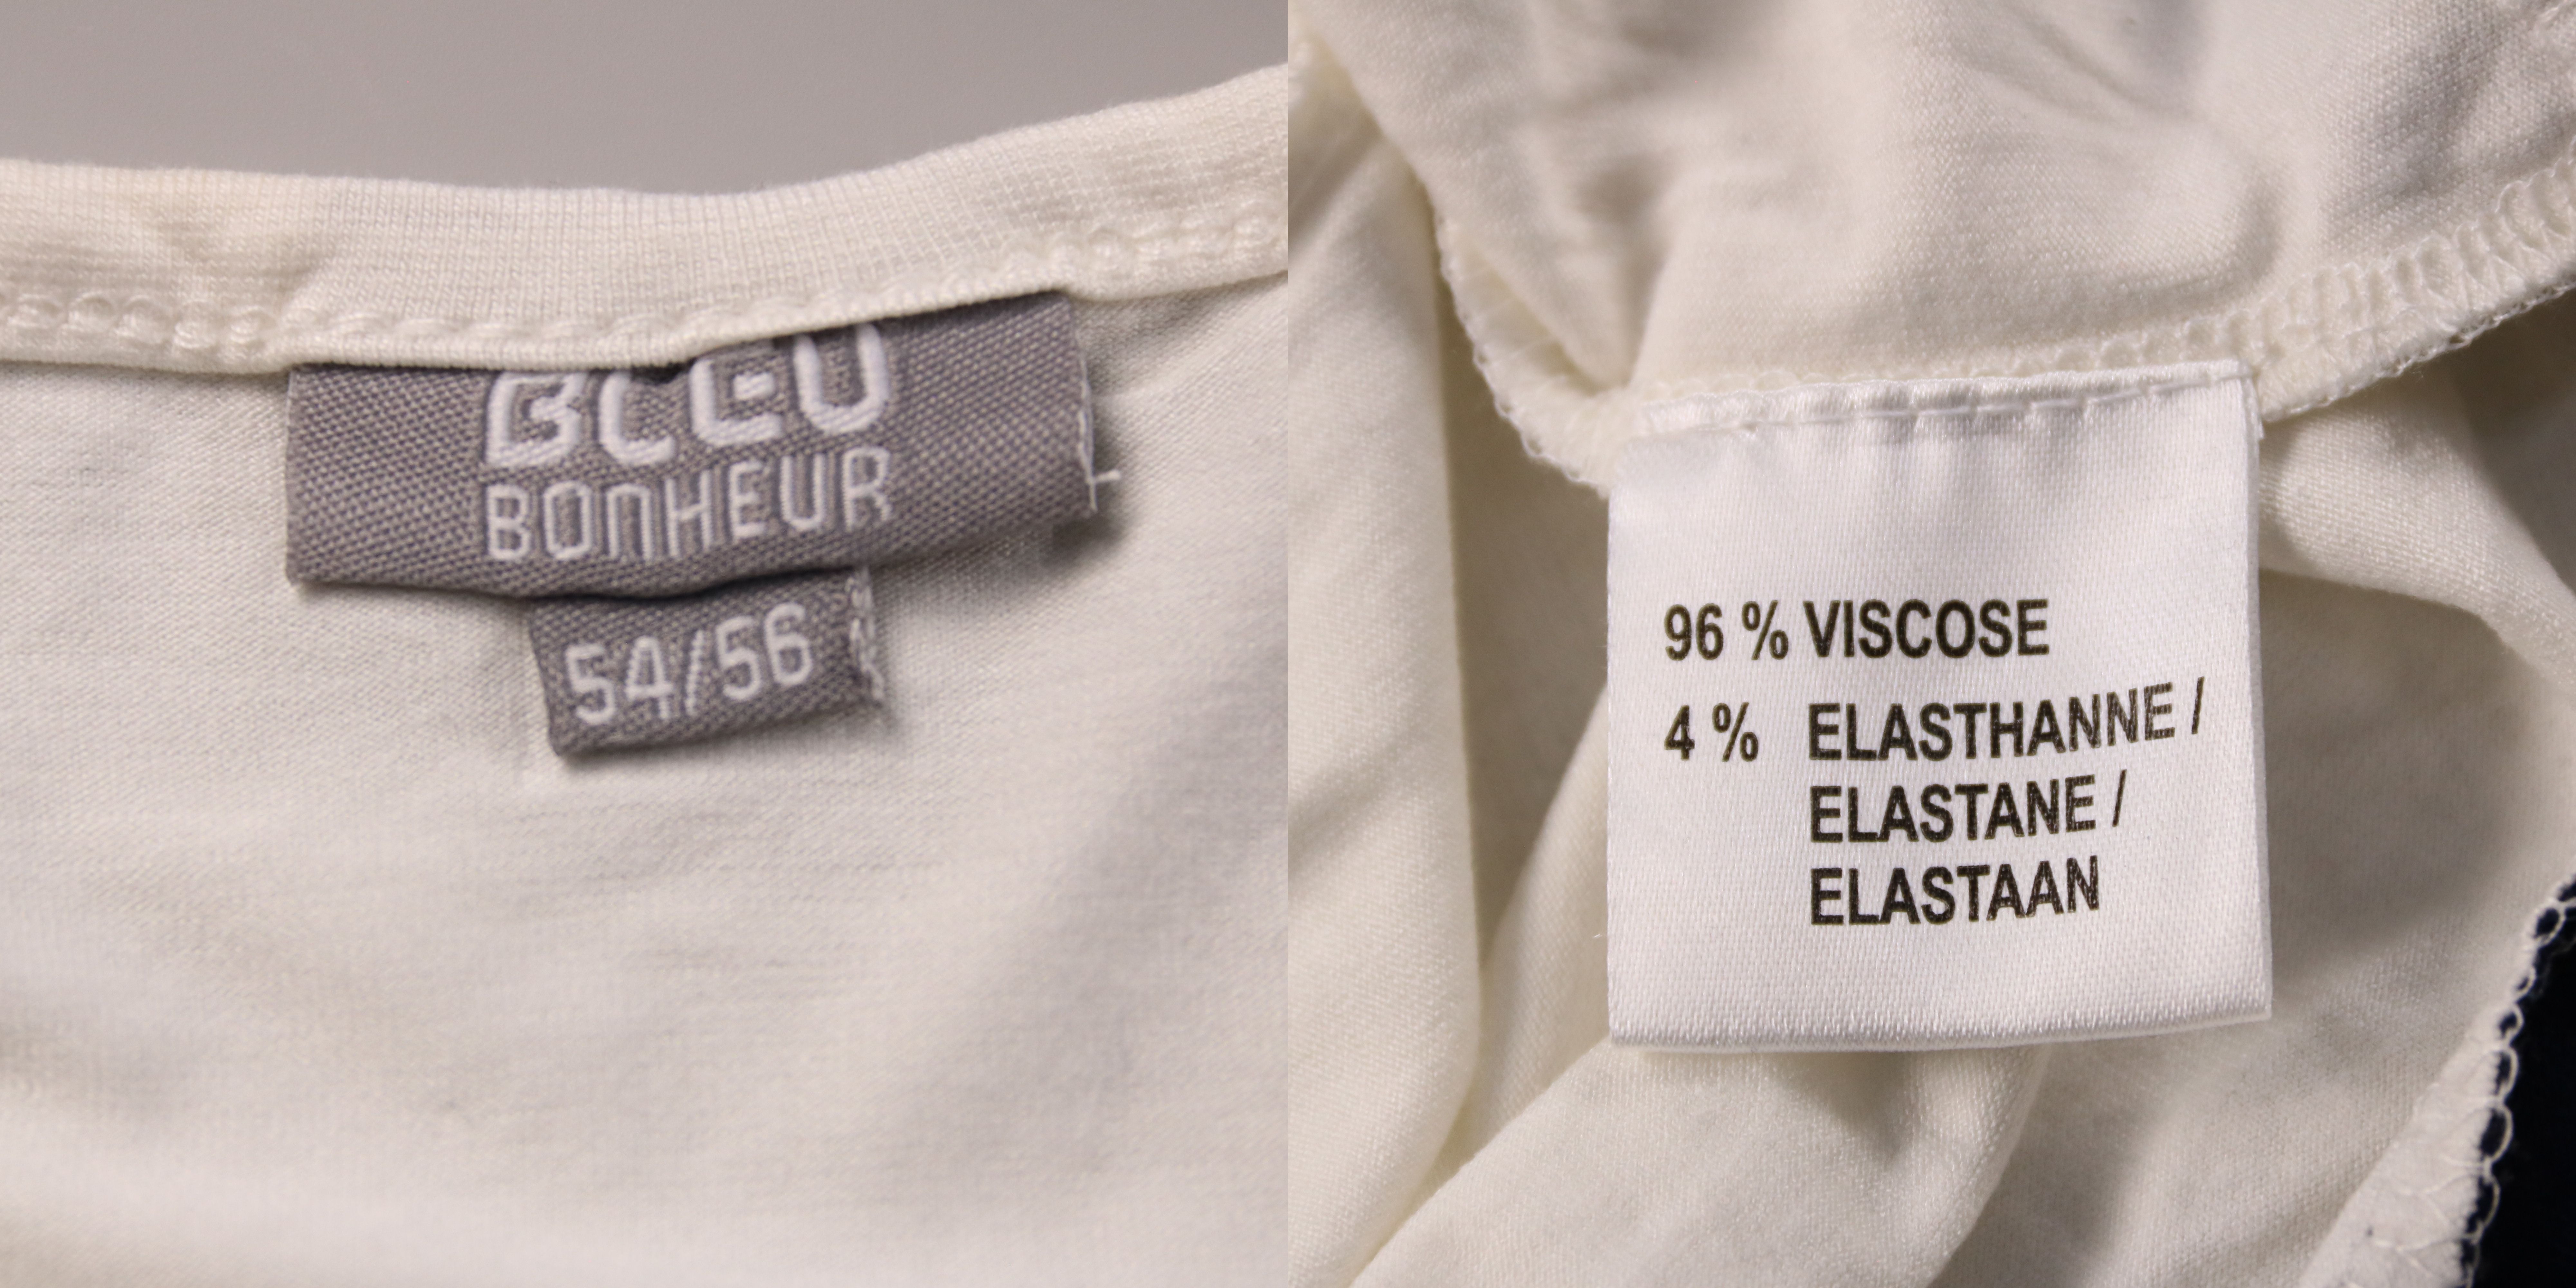 BLEU
BONHEUR
54/56
96 % VISCOSE
4 % ELASTHANNE /
ELASTANE /
ELASTAAN